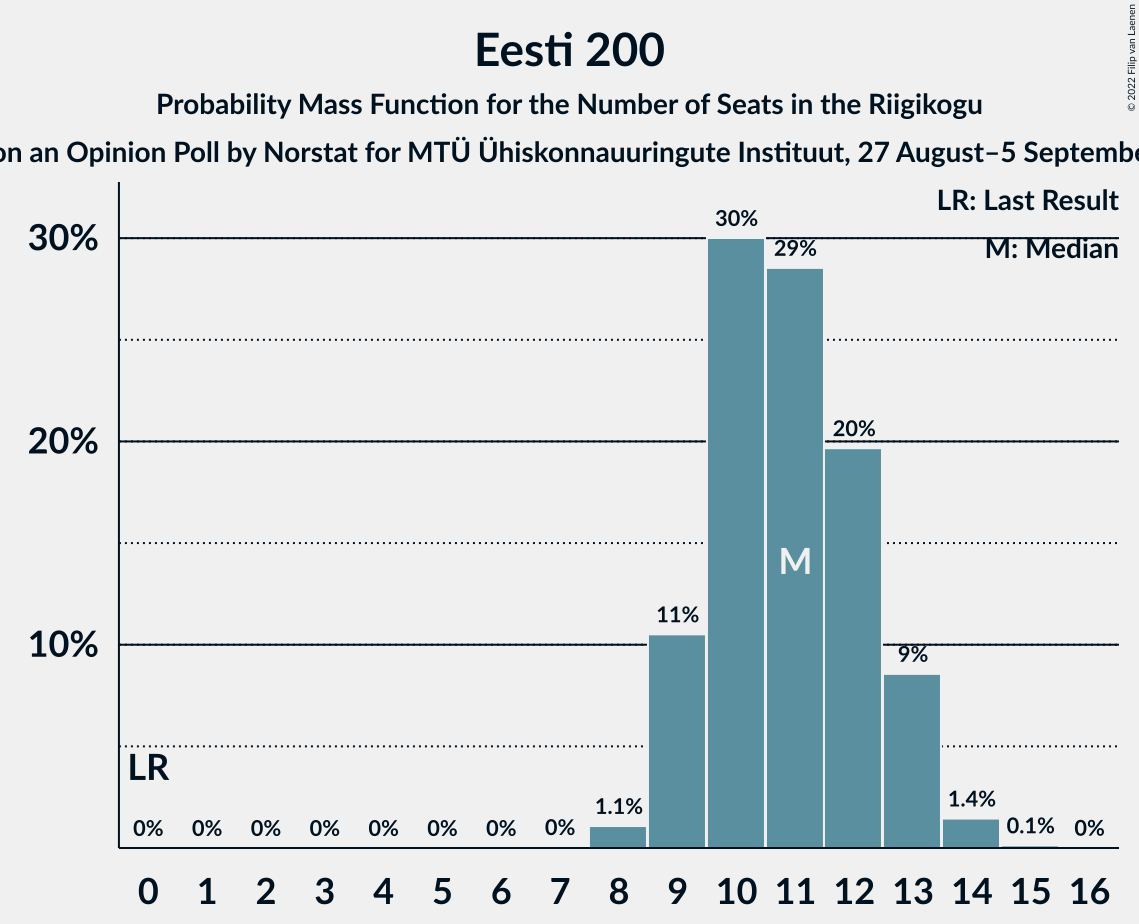 Eesti 200
Probability Mass Function for the Number of Seats in the Riigikogu
on an Opinion Poll by Norstat for MTÜ Ühiskonnauuringute Instituut, 27 August–5
© 2022 Filip van Laenen
LR: Last Result
M: Median
30%
20%
10%
30%
29%
20%
11%
9%
1.1%
1.4%
0.1%
0%
0% 0% 0% 0% 0% 0% 0% 0%
M
LR
0 1 2 3 4 5 6 7 8 9 10 11 12 13 14 15 16